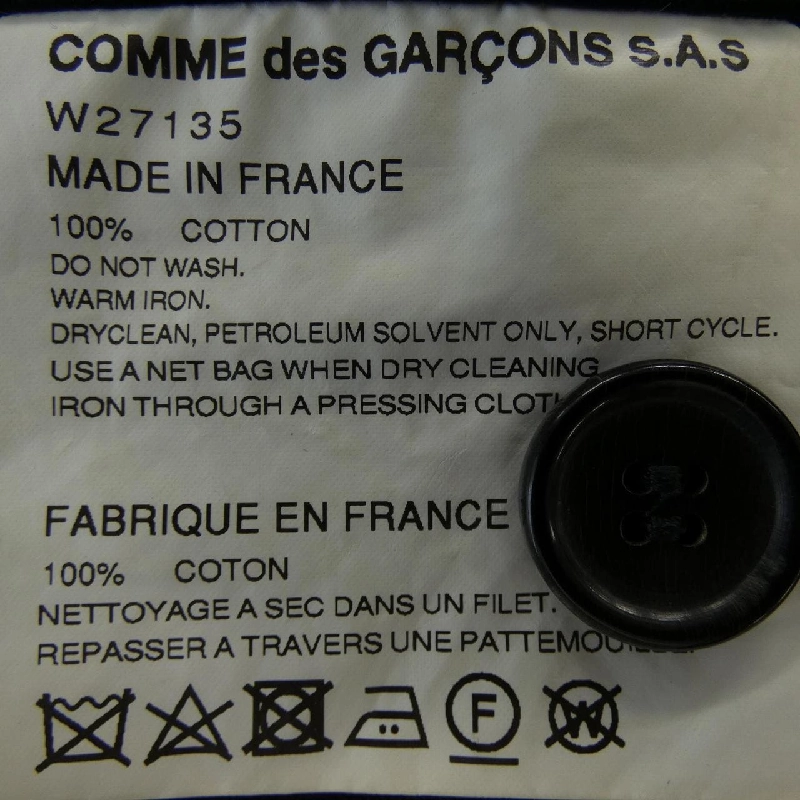 COMME des GARÇONS S.A.S
W27135
MADE IN FRANCE
100% COTTON
DO NOT WASH.
WARM IRON.
DRYCLEAN, PETROLEUM SOLVENT ONLY, SHORT CYCLE.
USE A NET BAG WHEN DRY CLEANING
IRON THROUGH A PRESSING
FABRIQUE EN FRANCE
100% COTON
NETTOYAGE A SEC DANS UN FILET.
REPASSER A TRAVERS UNE
F W